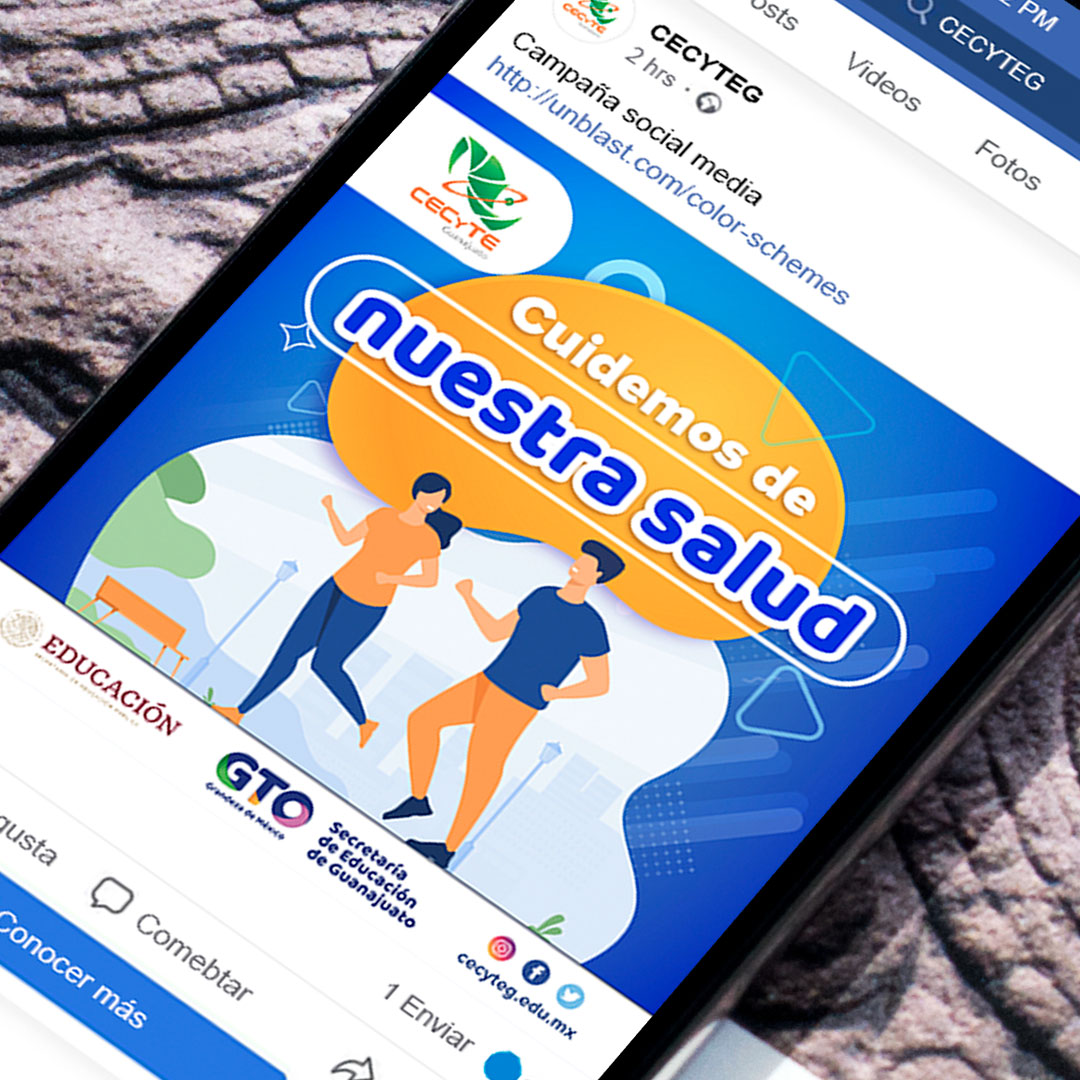 2 PM
CECYTEG
osts
Videos
Fotos
CECyTE
CECYTEG
2 hrs ·
Campaña social media
http://unblast.com/color-schemes
CECyTE
Guanajuato
Cuidemos de
nuestra salud
EDUCACIÓN
SECRETARÍA DE EDUCACIÓN PÚBLICA
GTO
Grandeza de México
Secretaría
de Educación
de Guanajuato
cecyteg.edu.mx
gusta
Comebtar
1 Enviar
Conocer más